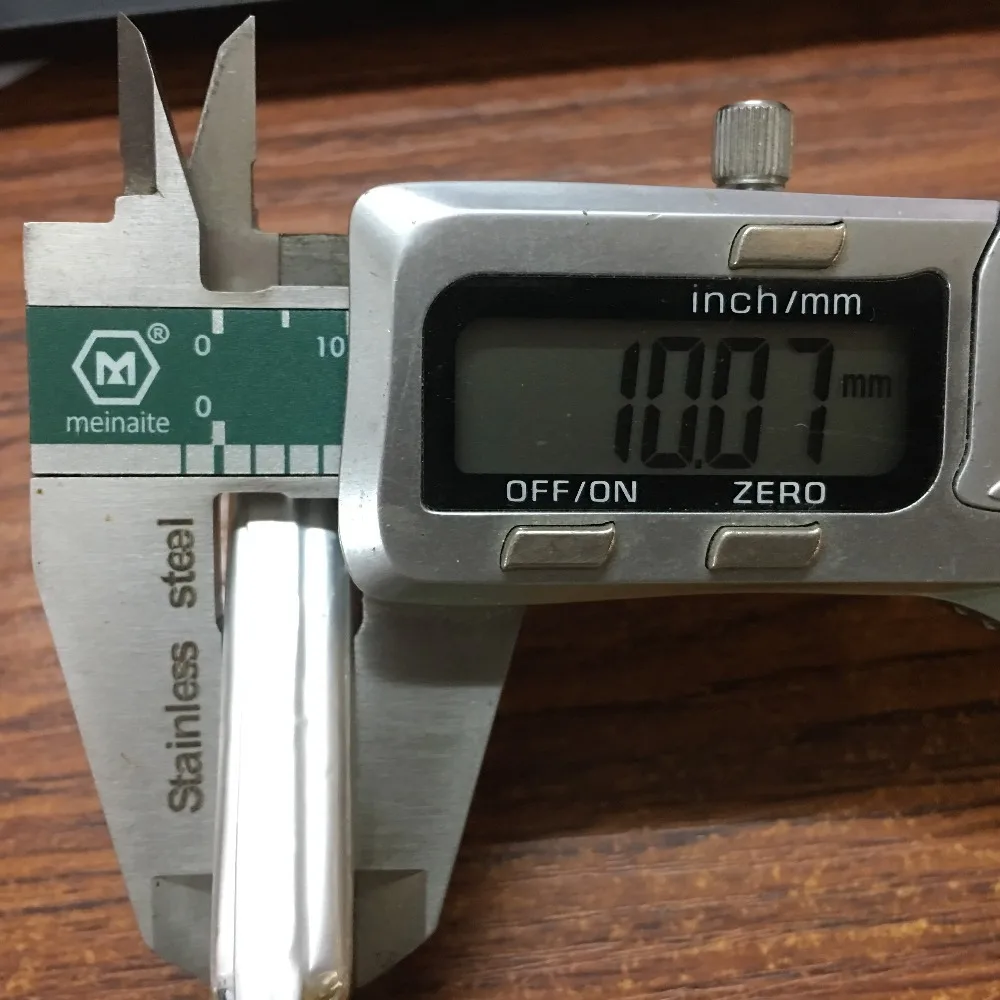 inch/mm
®
M
0 10
meinaite
0
10.07 mm
OFF/ON ZERO
Stainless steel